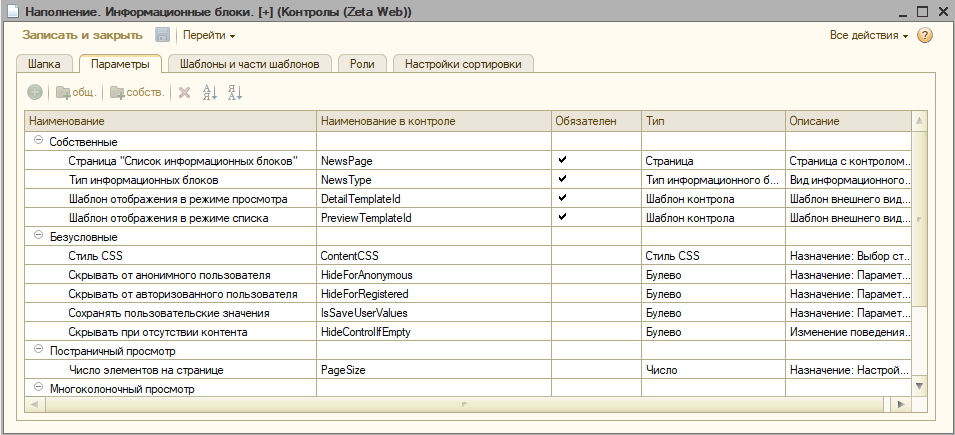 Наполнение. Информационные блоки. [+] (Контролы (Zeta Web))
Записать и закрыть Перейти Все действия
Шапка Параметры Шаблоны и части шаблонов Роли Настройки сортировки
общ. собств.
Наименование Наименование в контроле Обязателен Тип Описание
Собственные
Страница "Список информационных блоков" NewsPage Страница Страница с контролом...
Тип информационных блоков NewsType Тип информационного б... Вид информационного...
Шаблон отображения в режиме просмотра DetailTemplateId Шаблон контрола Шаблон внешнего вид...
Шаблон отображения в режиме списка PreviewTemplateId Шаблон контрола Шаблон внешнего вид...
Безусловные
Стиль CSS ContentCSS Стиль CSS Назначение: Выбор ст...
Скрывать от анонимного пользователя HideForAnonymous Булево Назначение: Парамет...
Скрывать от авторизованного пользователя HideForRegistered Булево Назначение: Парамет...
Сохранять пользовательские значения IsSaveUserValues Булево Назначение: Парамет...
Скрывать при отсутствии контента HideControlIfEmpty Булево Изменение поведения...
Постраничный просмотр
Число элементов на странице PageSize Число Назначение: Настрой...
Многоколоночный просмотр